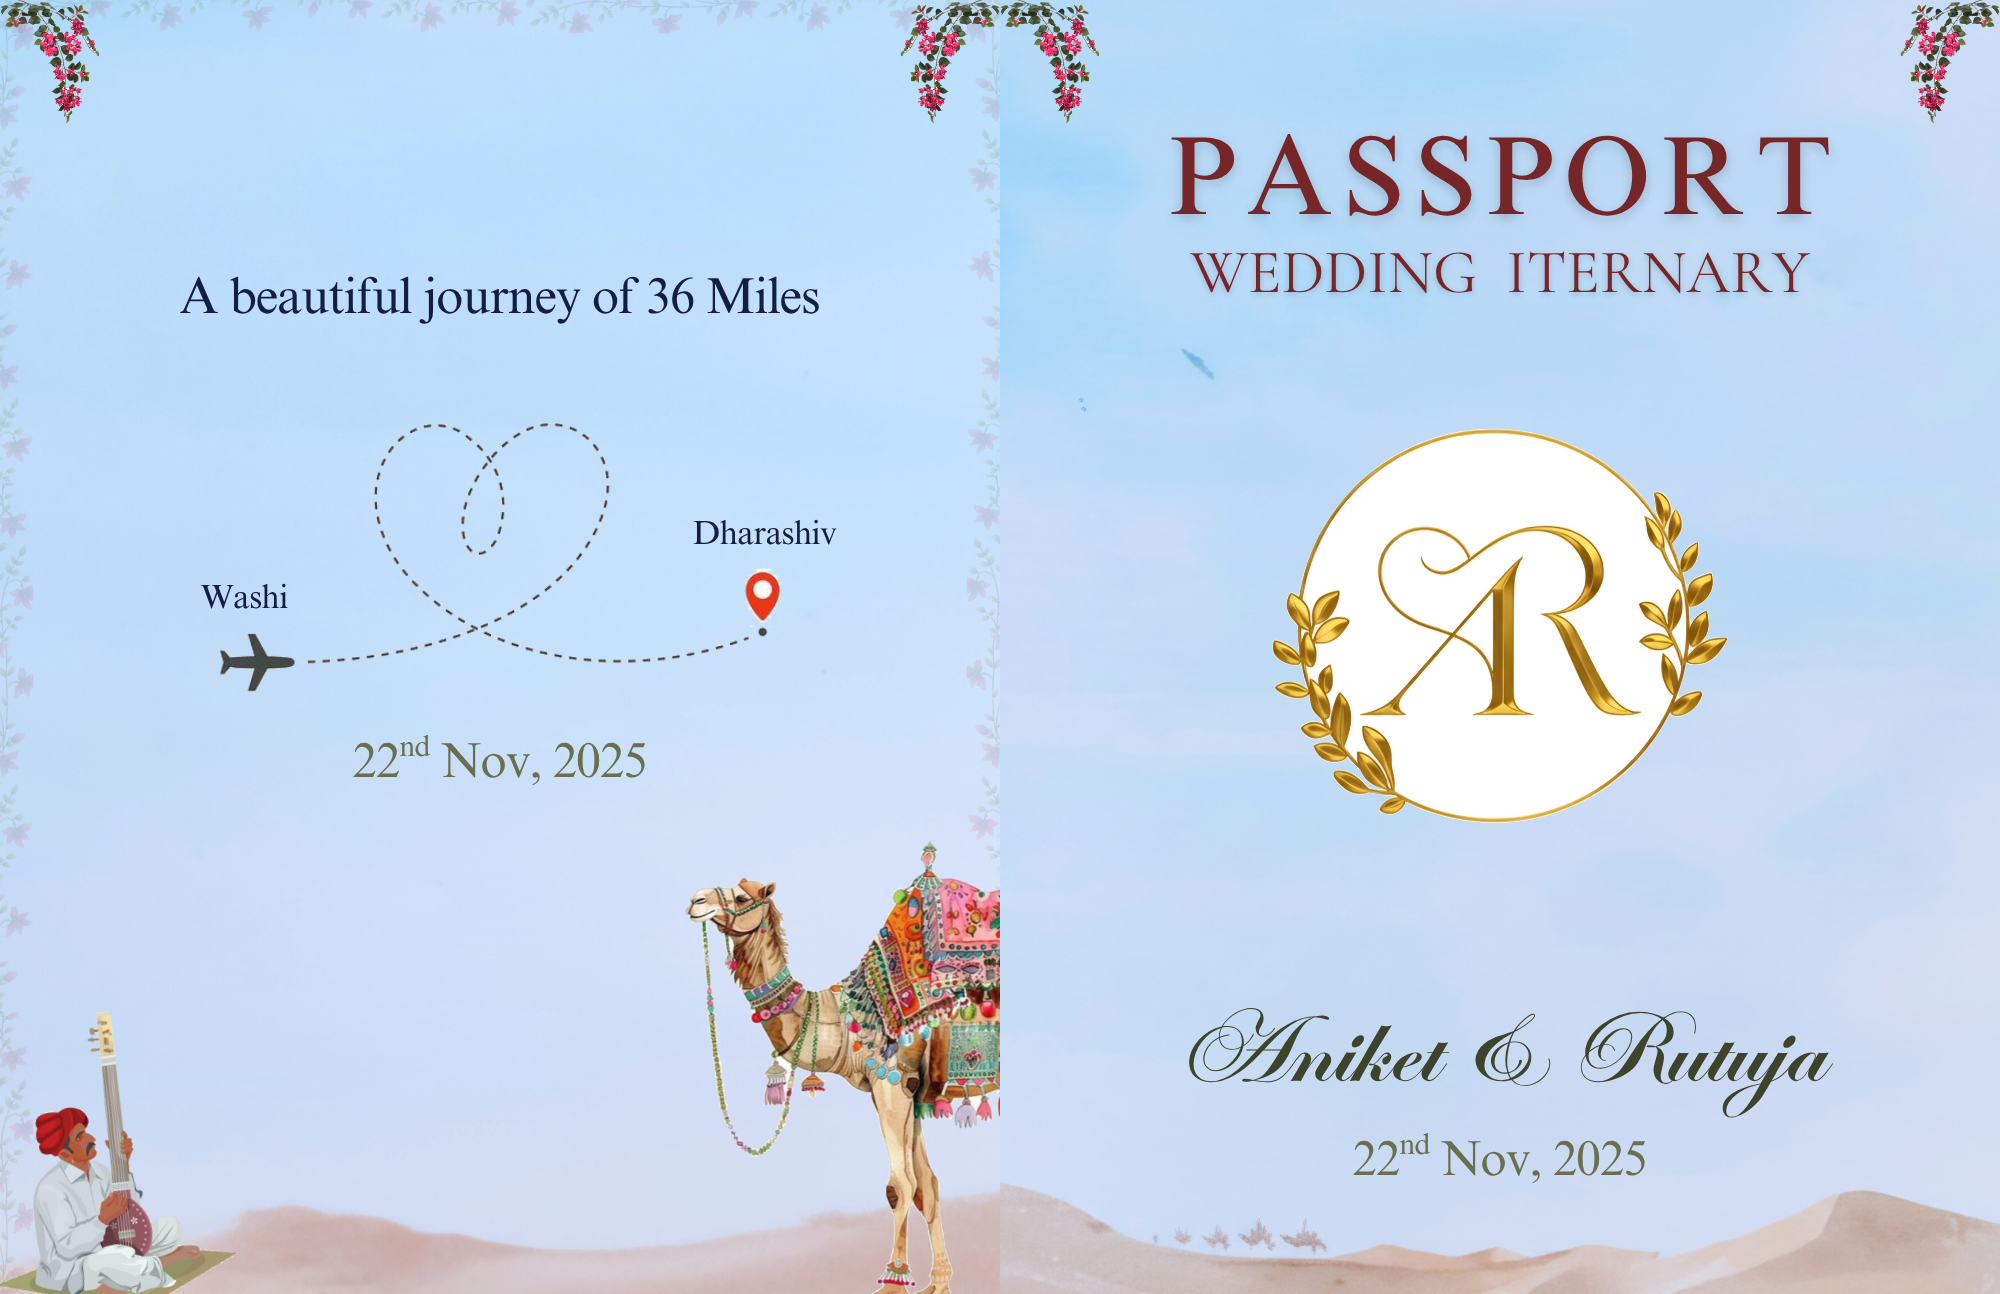 A beautiful journey of 36 Miles
Dharashiv
Washi
22nd Nov, 2025
PASSPORT
WEDDING ITERNARY
AR
Aniket & Rutuja
22nd Nov, 2025